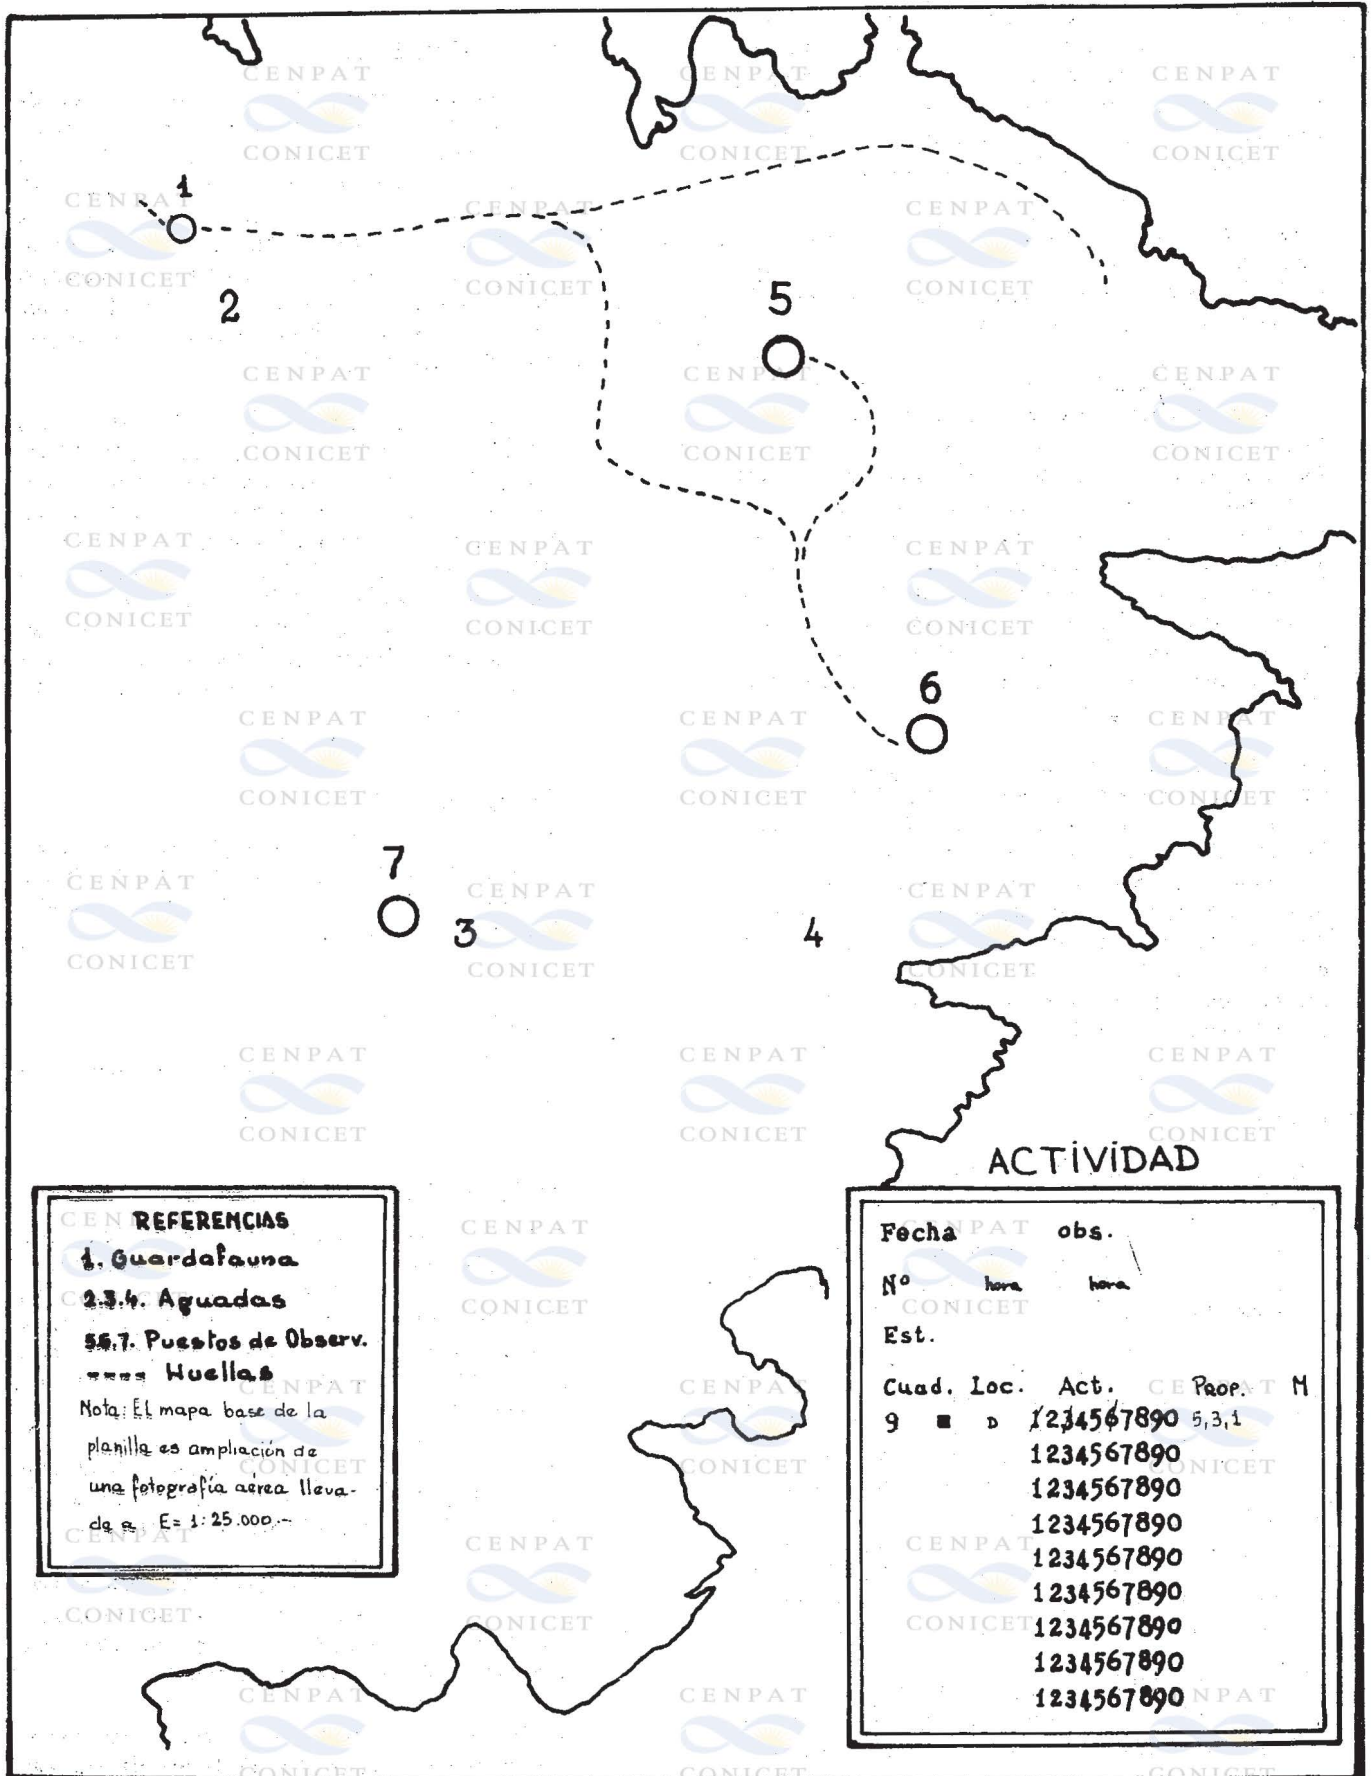 1
2
5
6
7
3
4
ACTIVIDAD
REFERENCIAS
1. Guardafauna
2.3.4. Aguadas
5.6.7. Puestos de Observ.
---- Huellas
Nota: El mapa base de la
planilla es ampliación de
una fotografía aérea lleva-
da a E= 1:25.000.-
Fecha obs.
Nº hora hora
Est.
Cuad. Loc. Act. PROP. M
9 ■ D 1234567890 5,3,1
1234567890
1234567890
1234567890
1234567890
1234567890
1234567890
1234567890
1234567890
CENPAT
CONICET